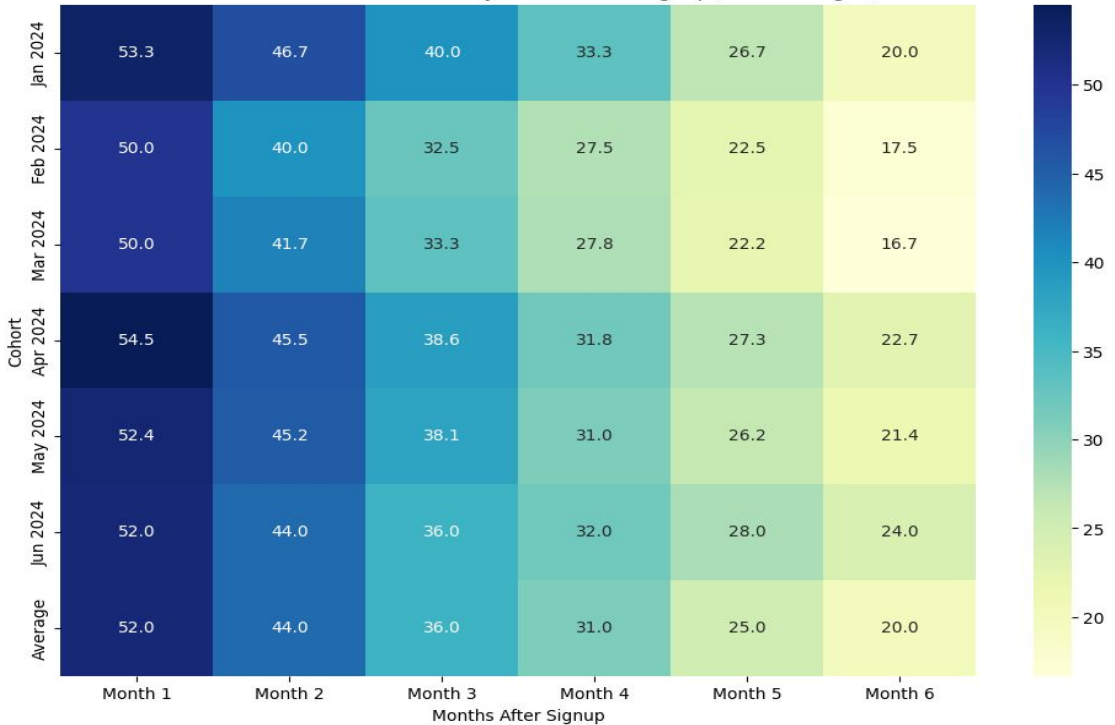 Jan 2024 53.3 46.7 40.0 33.3 26.7 20.0
Feb 2024 50.0 40.0 32.5 27.5 22.5 17.5
Mar 2024 50.0 41.7 33.3 27.8 22.2 16.7
Apr 2024 54.5 45.5 38.6 31.8 27.3 22.7
May 2024 52.4 45.2 38.1 31.0 26.2 21.4
Jun 2024 52.0 44.0 36.0 32.0 28.0 24.0
Average 52.0 44.0 36.0 31.0 25.0 20.0
Cohort
Month 1 Month 2 Month 3 Month 4 Month 5 Month 6
Months After Signup
50
45
40
35
30
25
20